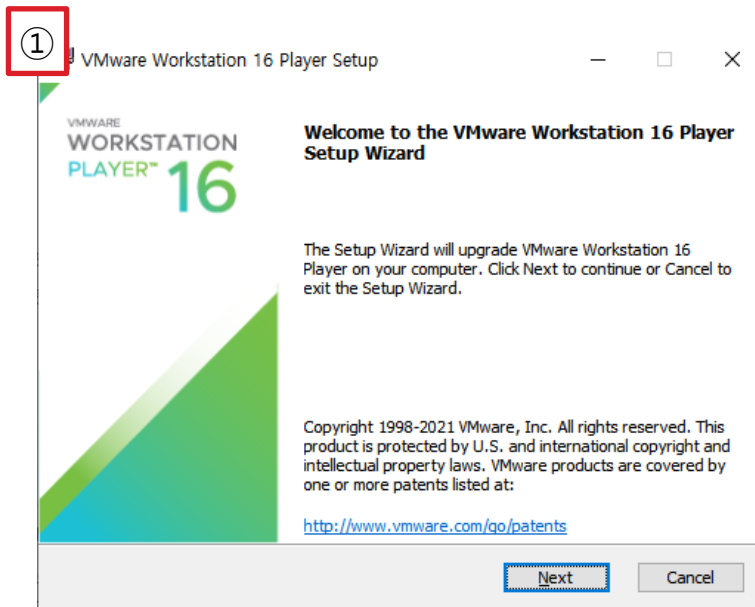 ①
VMware Workstation 16 Player Setup
VMWARE
WORKSTATION
PLAYER™ 16
Welcome to the VMware Workstation 16 Player
Setup Wizard
The Setup Wizard will upgrade VMware Workstation 16
Player on your computer. Click Next to continue or Cancel to
exit the Setup Wizard.
Copyright 1998-2021 VMware, Inc. All rights reserved. This
product is protected by U.S. and international copyright and
intellectual property laws. VMware products are covered by
one or more patents listed at:
http://www.vmware.com/go/patents
Next Cancel